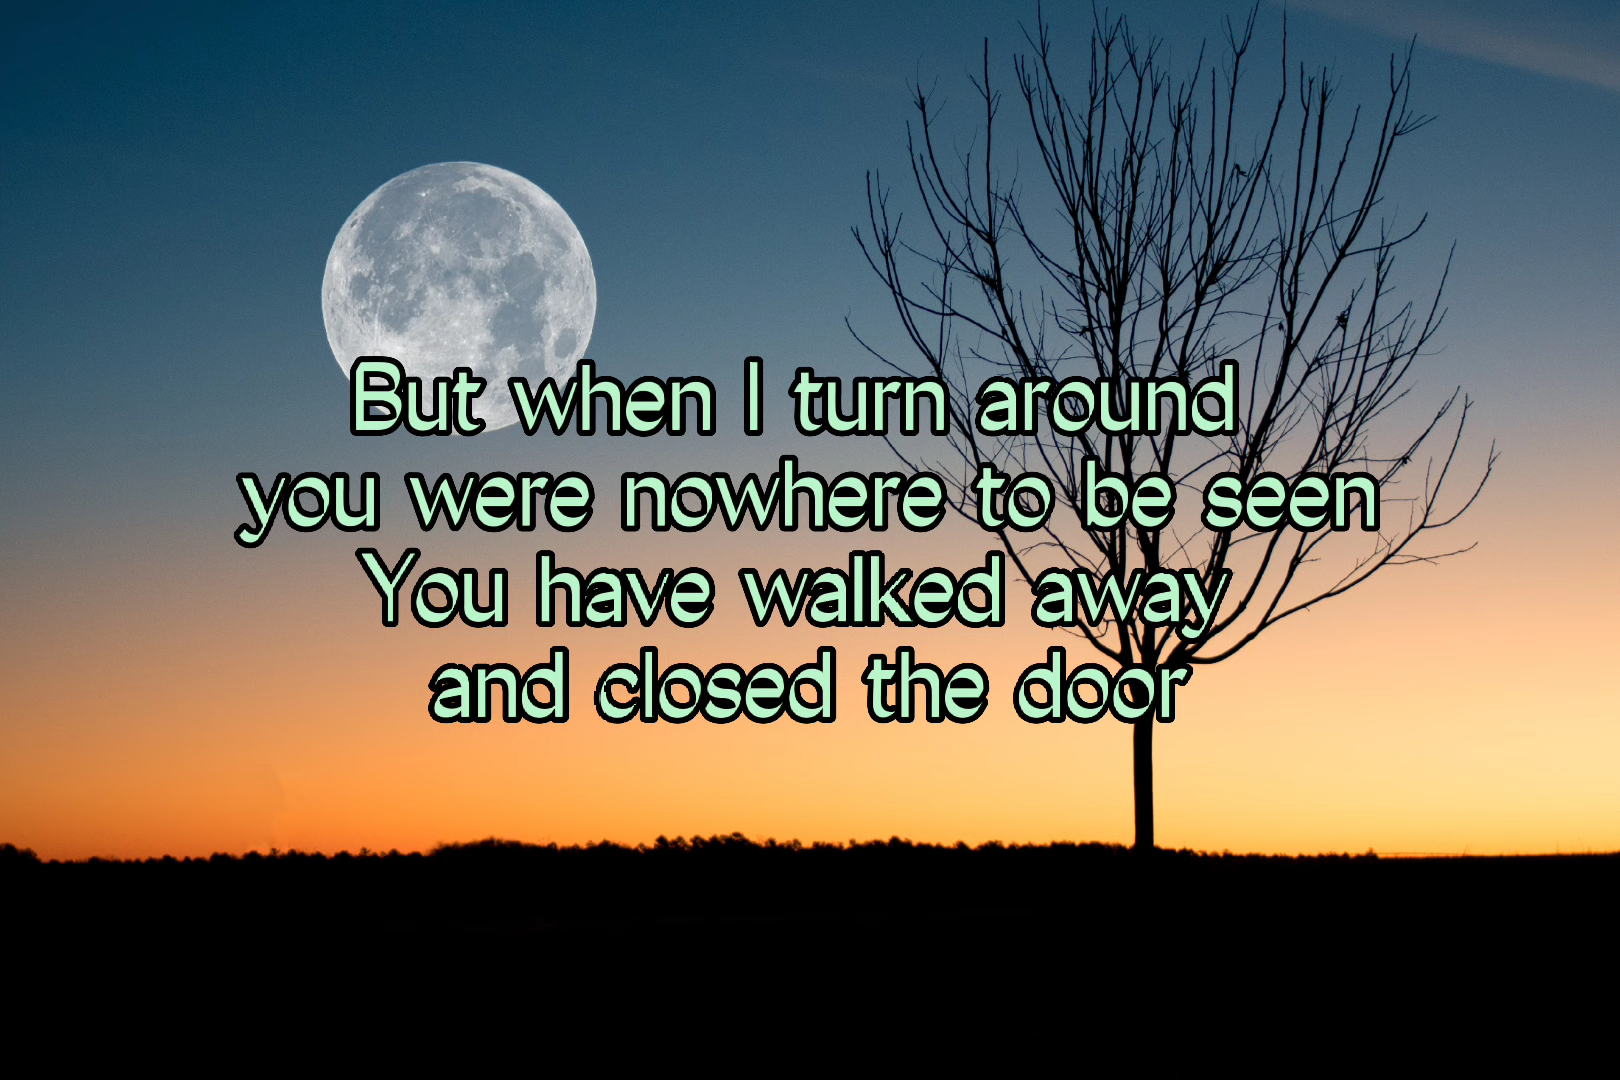 But when I turn around
you were nowhere to be seen
You have walked away
and closed the door